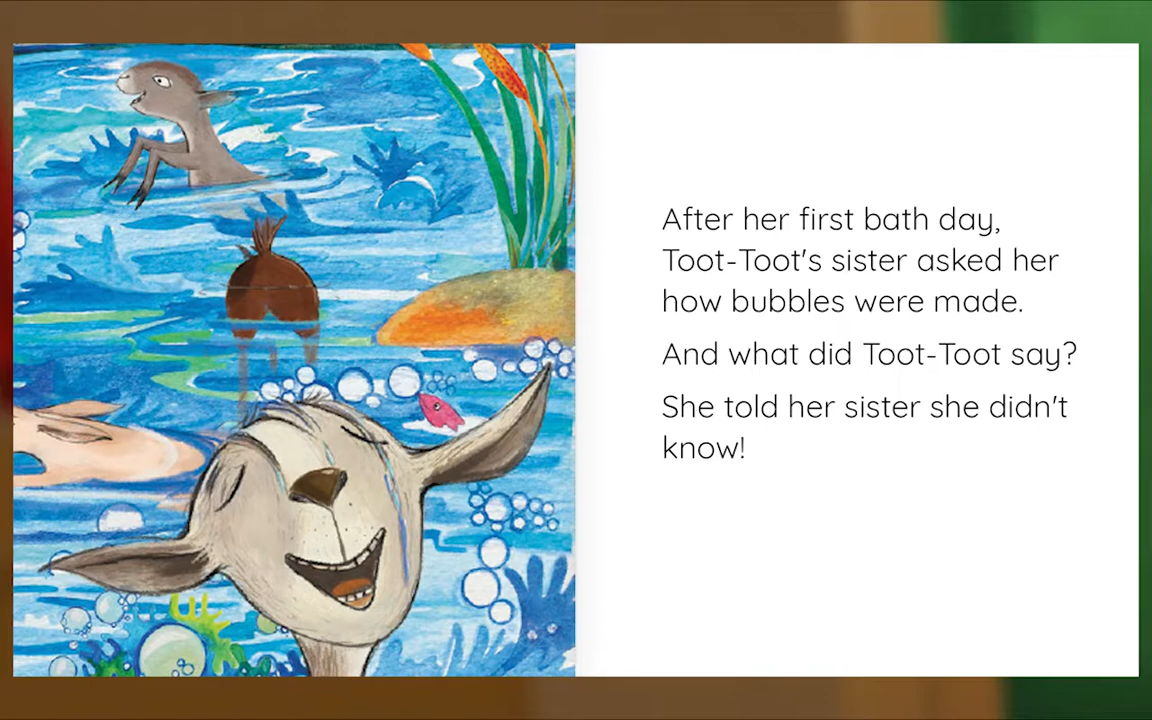 After her first bath day,
Toot-Toot's sister asked her
how bubbles were made.
And what did Toot-Toot say?
She told her sister she didn't
know!